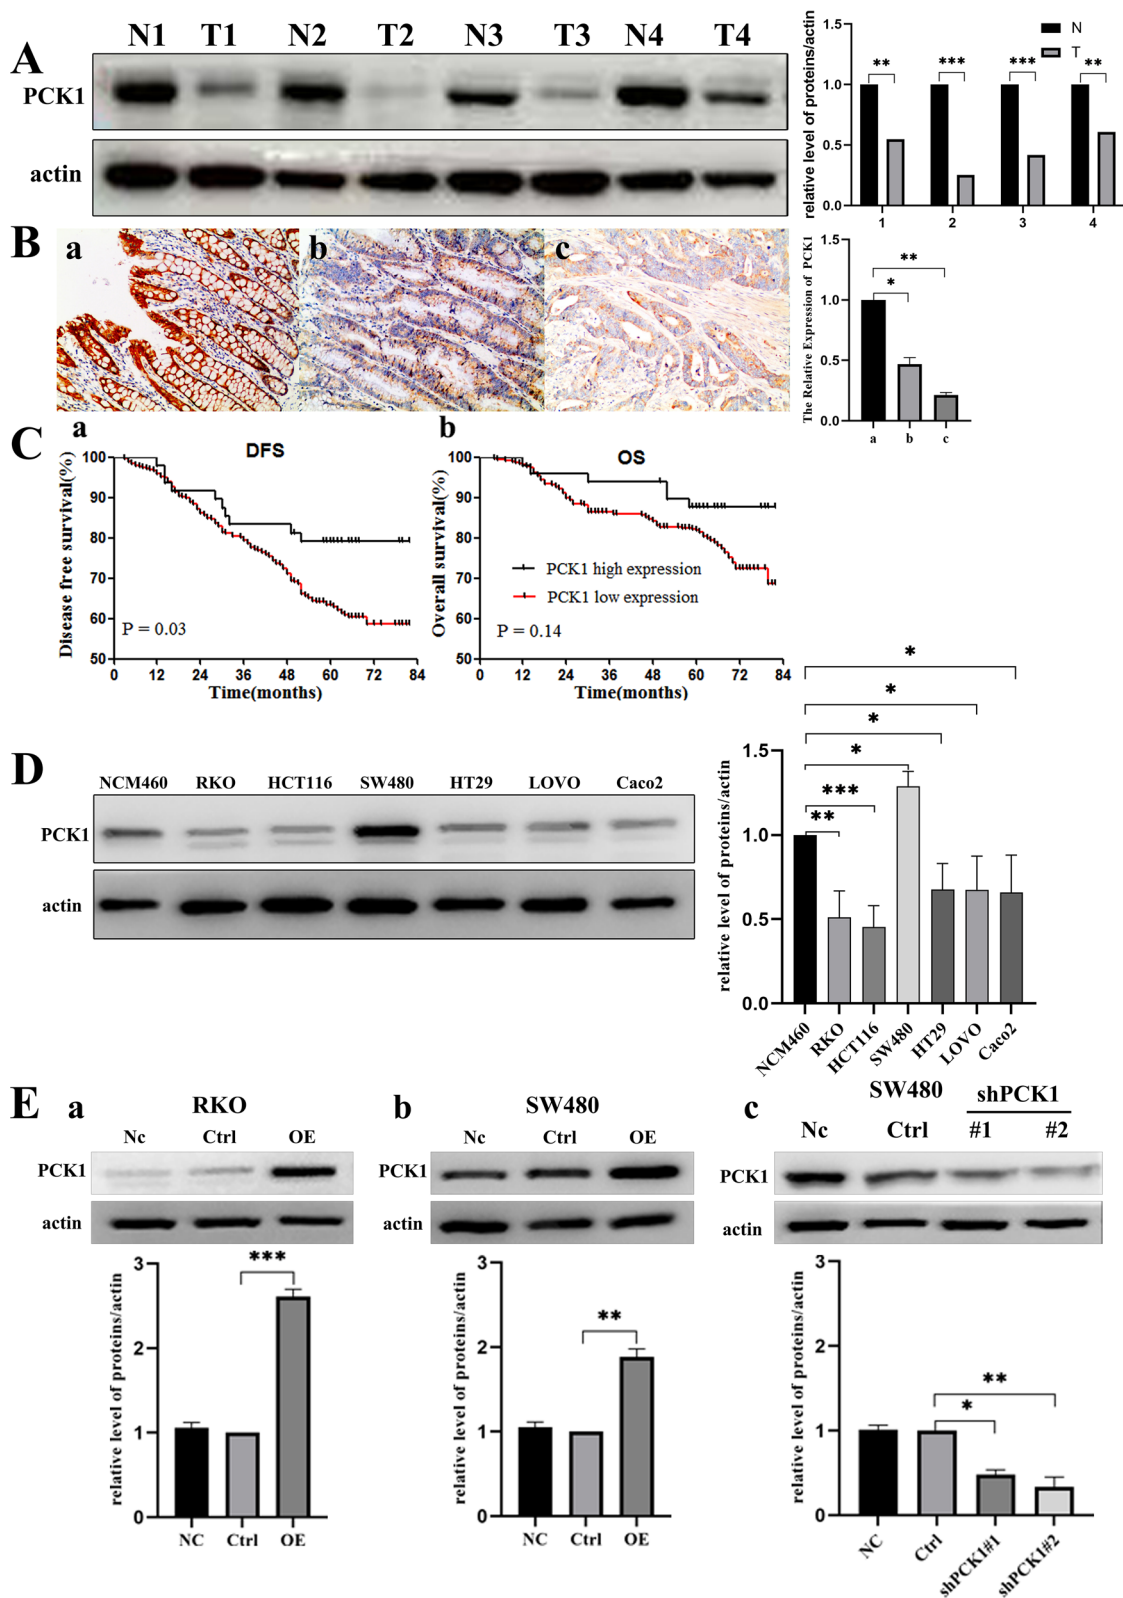 A
N1 T1 N2 T2 N3 T3 N4 T4
PCK1
actin
relative level of proteins/actin
1.5
1.0
0.5
0.0
N
T
** *** *** **
1 2 3 4
B
a b c
The Relative Expression of PCK1
1.5
1.0
0.5
0.0
**
*
a b c
C
a
DFS
Disease free survival(%)
100
90
80
70
60
50
P = 0.03
0 12 24 36 48 60 72 84
Time(months)
b
OS
Overall survival(%)
100
90
80
70
60
50
PCK1 high expression
PCK1 low expression
P = 0.14
0 12 24 36 48 60 72 84
Time(months)
D
NCM460 RKO HCT116 SW480 HT29 LOVO Caco2
PCK1
actin
relative level of proteins/actin
1.5
1.0
0.5
0.0
*
*
*
*
***
**
NCM460 RKO HCT116 SW480 HT29 LOVO Caco2
E
a
RKO
Nc Ctrl OE
PCK1
actin
relative level of proteins/actin
3
2
1
0
***
NC Ctrl OE
b
SW480
Nc Ctrl OE
PCK1
actin
relative level of proteins/actin
3
2
1
0
**
NC Ctrl OE
c
SW480 shPCK1
Nc Ctrl #1 #2
PCK1
actin
relative level of proteins/actin
3
2
1
0
**
*
NC Ctrl shPCK1#1 shPCK1#2